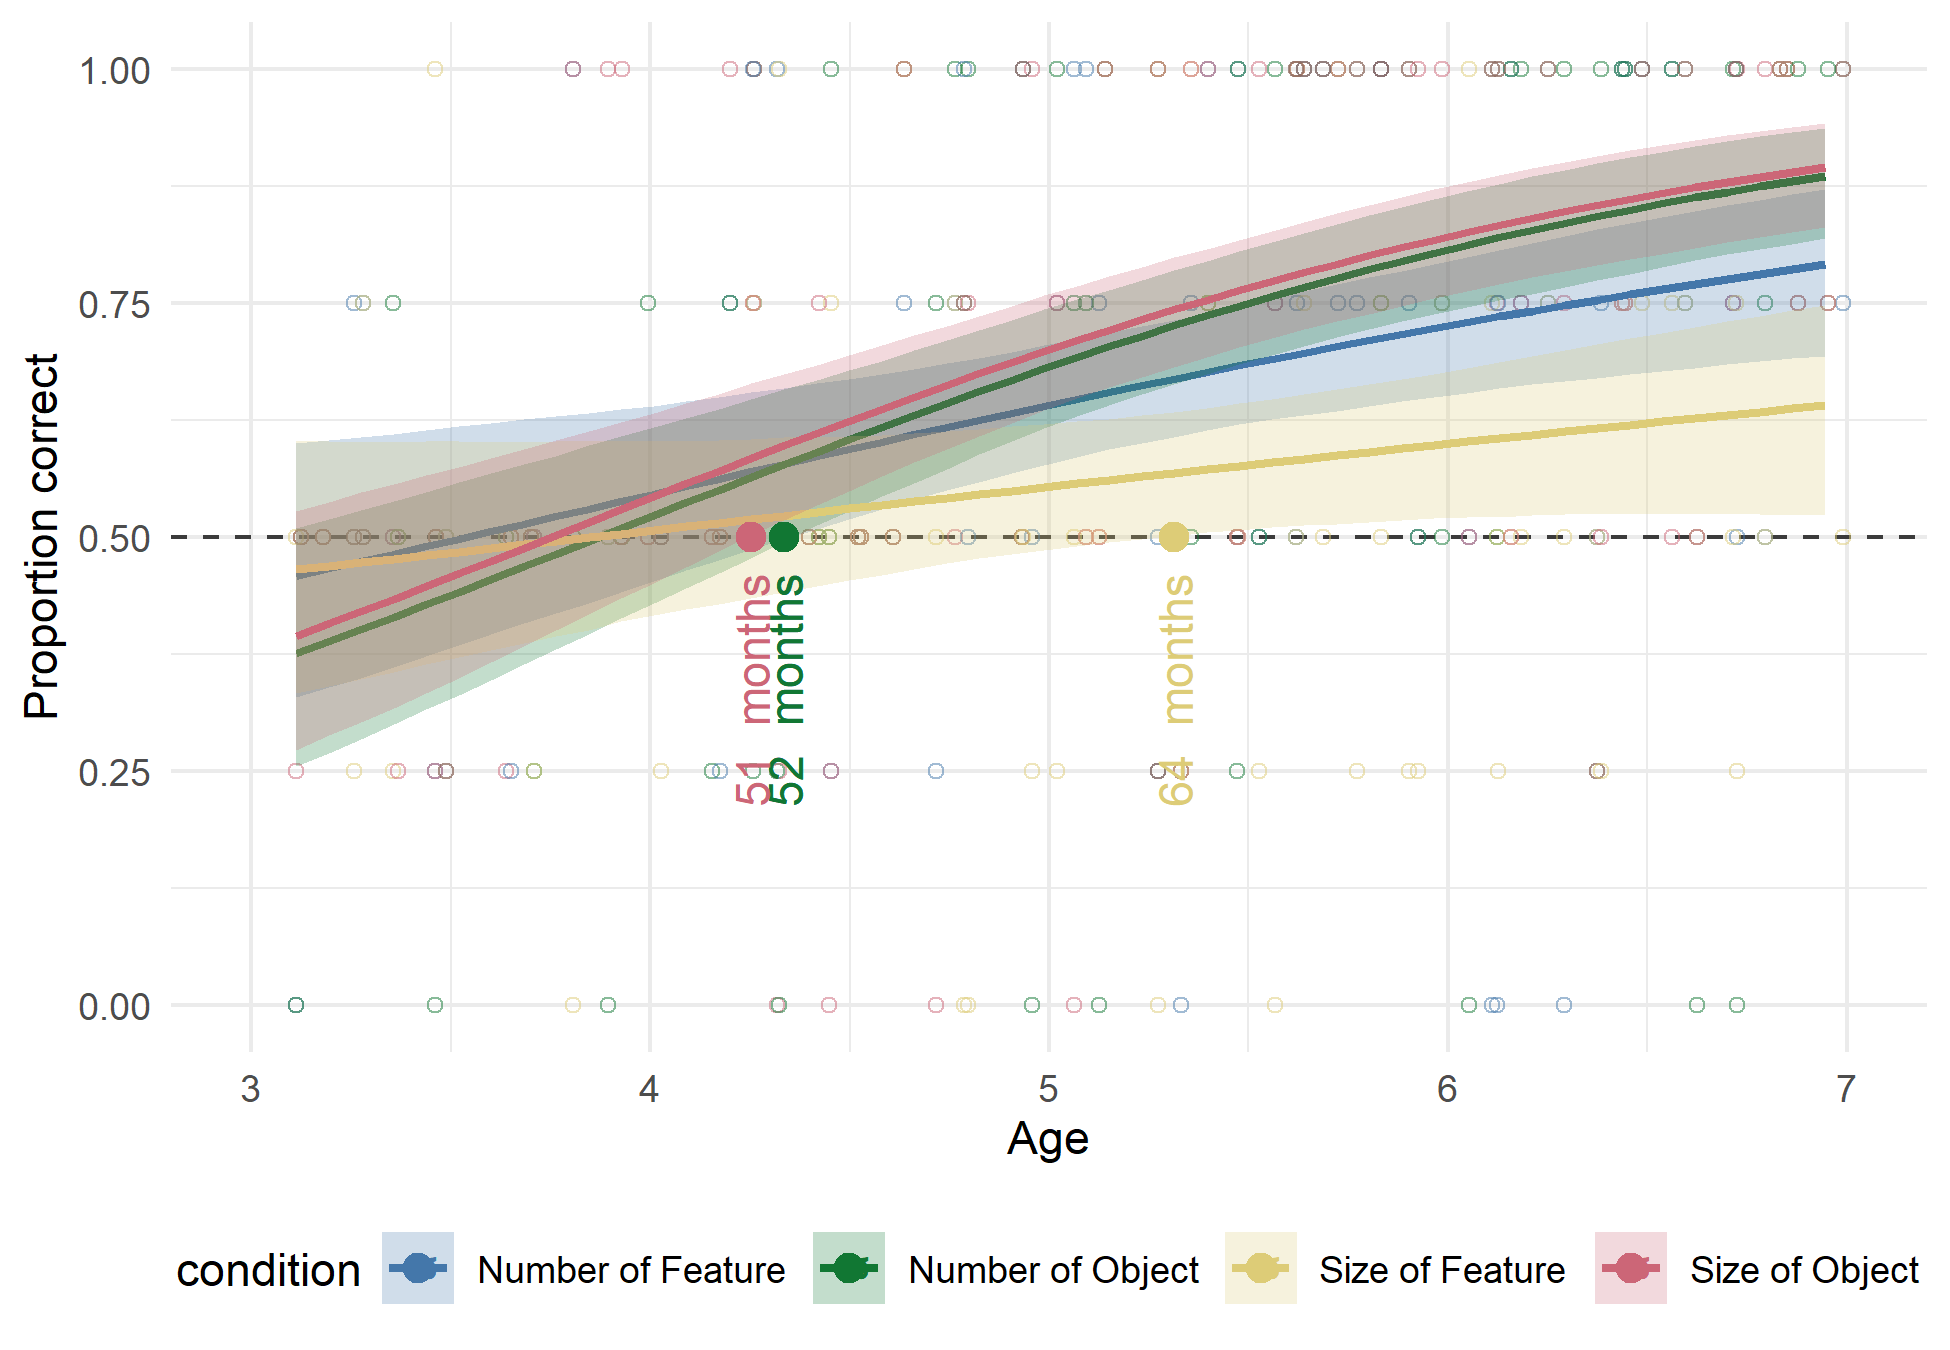 1.00
0.75
0.50
0.25
0.00
Proportion correct
51 months
52 months
64 months
3 4 5 6 7
Age
condition Number of Feature Number of Object Size of Feature Size of Object